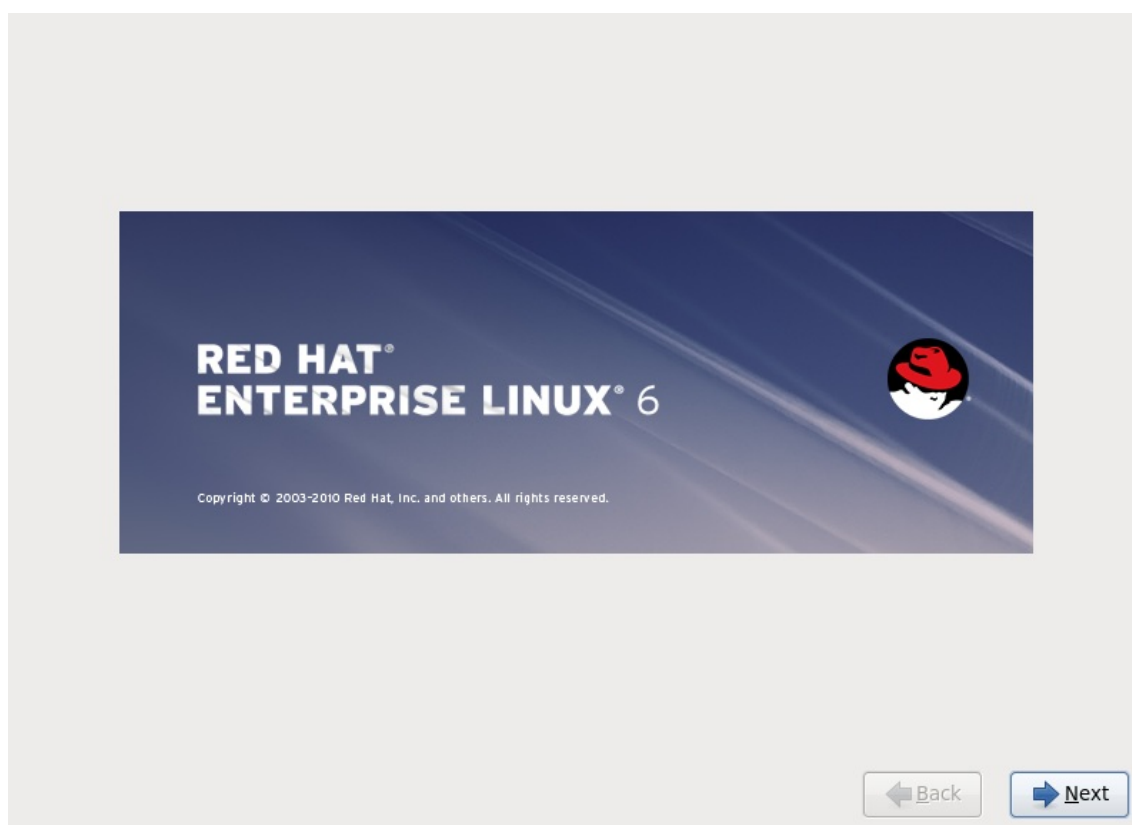 RED HAT®
ENTERPRISE LINUX® 6
Copyright © 2003-2010 Red Hat, Inc. and others. All rights reserved.
Back
Next